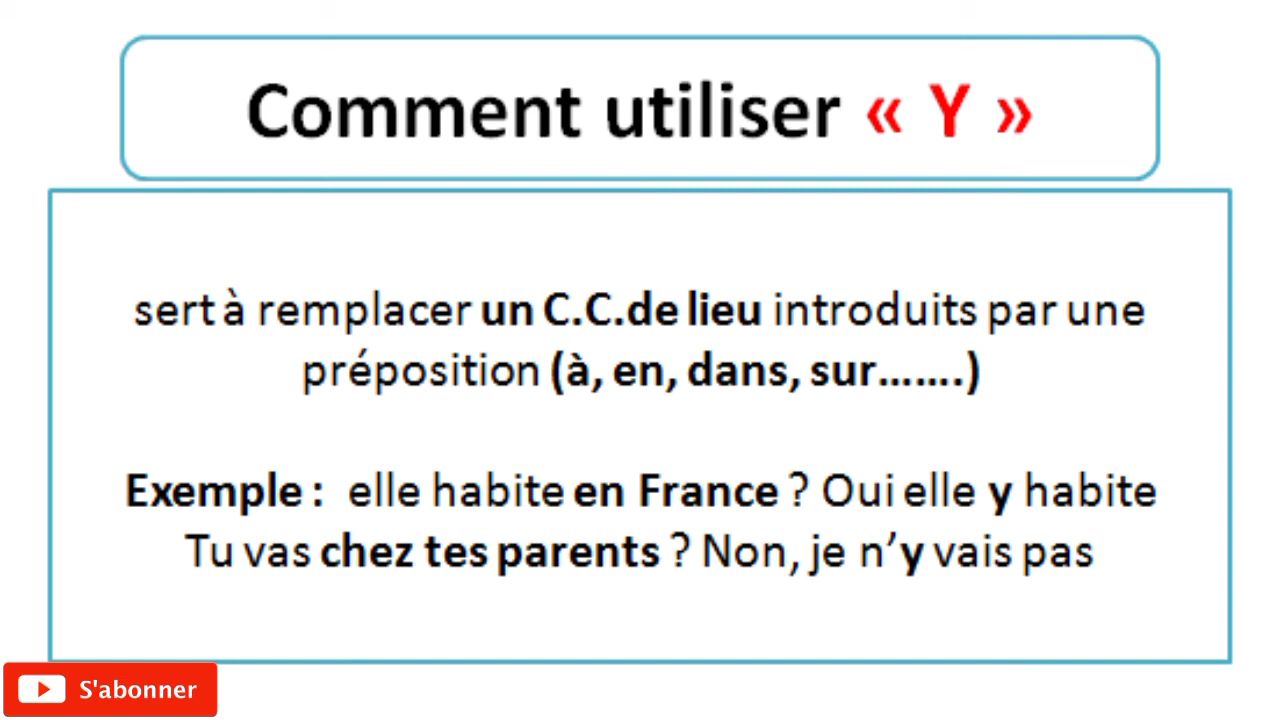 Comment utiliser « Y »
sert à remplacer un C.C.de lieu introduits par une
préposition (à, en, dans, sur.......)
Exemple : elle habite en France ? Oui elle y habite
Tu vas chez tes parents ? Non, je n’y vais pas
S'abonner